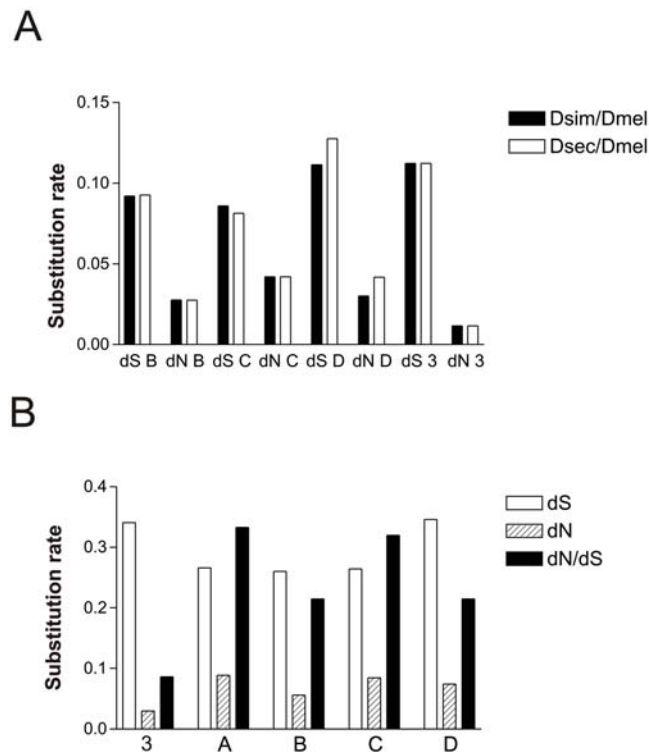 A
Substitution rate
0.15
0.10
0.05
0.00
dS B dN B dS C dN C dS D dN D dS 3 dN 3
Dsim/Dmel
Dsec/Dmel
B
Substitution rate
0.4
0.3
0.2
0.1
0.0
3 A B C D
dS
dN
dN/dS